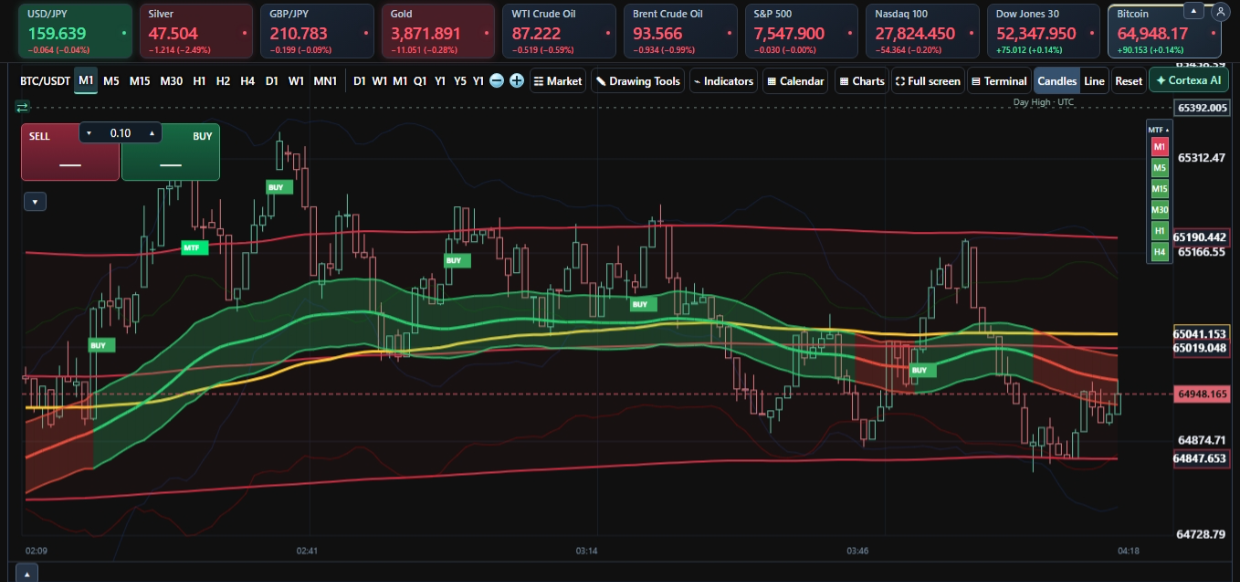 USD/JPY
159.639
−0.064 (−0.04%)
Silver
47.504
−1.214 (−2.49%)
GBP/JPY
210.783
−0.199 (−0.09%)
Gold
3,871.891
−11.051 (−0.28%)
WTI Crude Oil
87.222
−0.519 (−0.59%)
Brent Crude Oil
93.566
−0.934 (−0.99%)
S&P 500
7,547.900
−0.030 (−0.00%)
Nasdaq 100
27,824.450
−54.364 (−0.20%)
Dow Jones 30
52,347.950
+75.012 (+0.14%)
Bitcoin
64,948.17
+90.153 (+0.14%)
BTC/USDT M1 M5 M15 M30 H1 H2 H4 D1 W1 MN1 D1 W1 M1 Q1 Y1 Y5 Y1 Market Drawing Tools Indicators Calendar Charts Full screen Terminal Candles Line Reset Cortexa AI
Day High · UTC
65392.005
SELL 0.10 BUY
MTF
M1
M5
M15
M30
H1
H4
65312.47
BUY
65190.442
MTF
65166.55
BUY
BUY
65041.153
BUY
65019.048
BUY
64948.165
64874.71
64847.653
64728.79
02:09 02:41 03:14 03:46 04:18